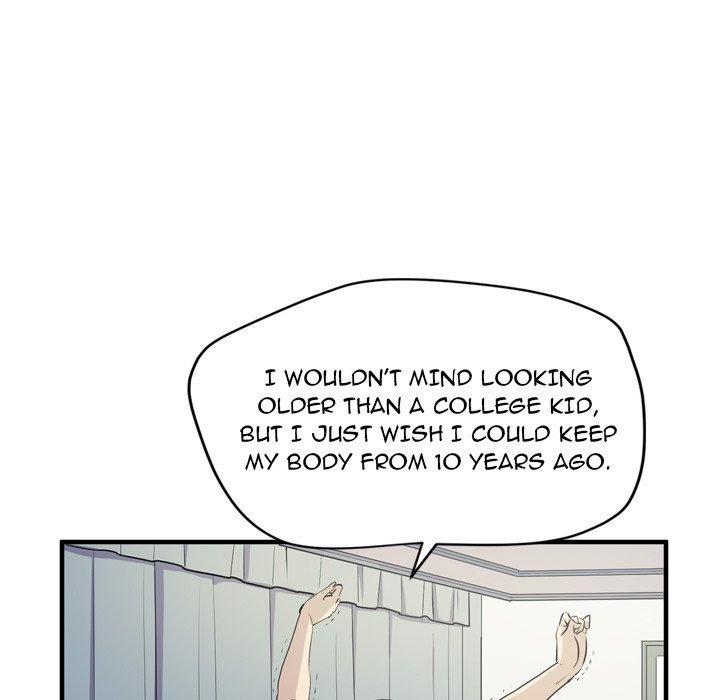 I WOULDN'T MIND LOOKING
OLDER THAN A COLLEGE KID,
BUT I JUST WISH I COULD KEEP
MY BODY FROM 10 YEARS AGO.